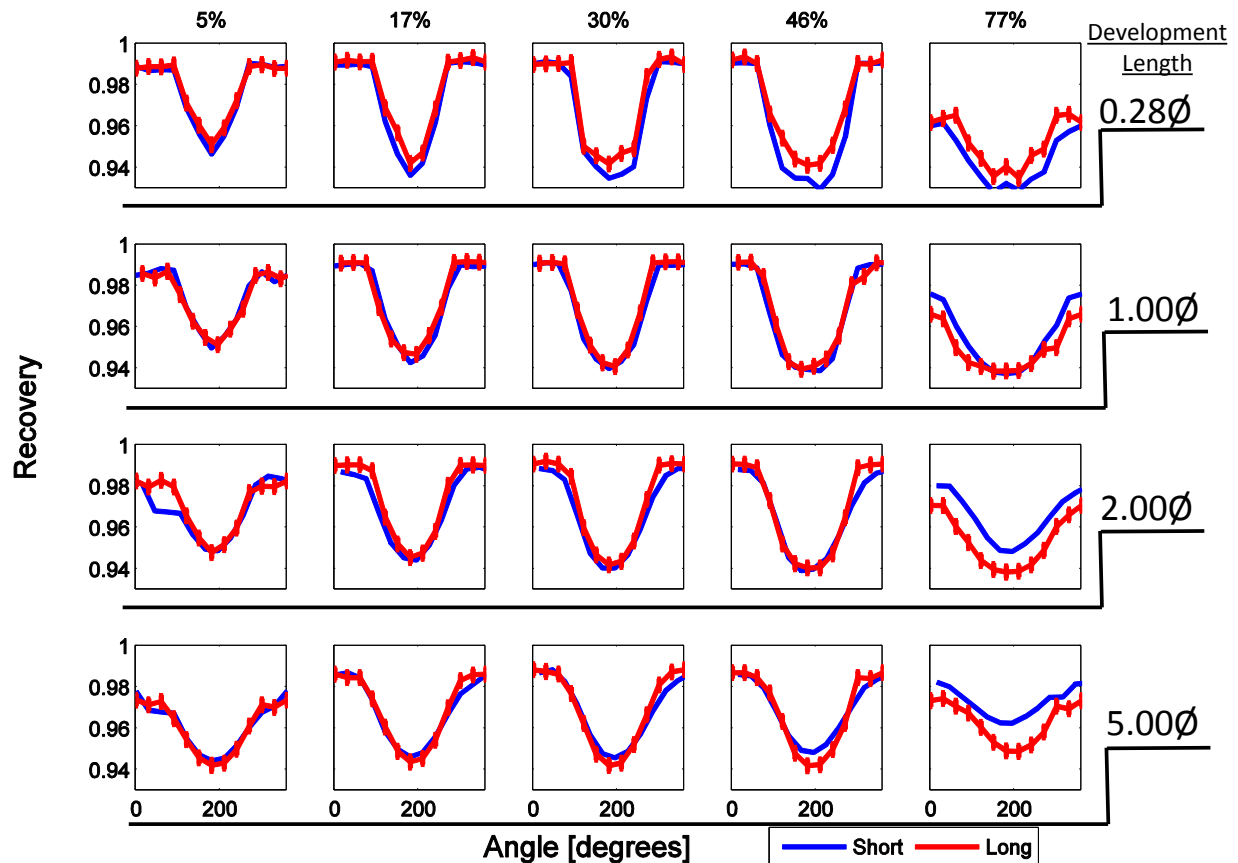 5% 17% 30% 46% 77%
Development
Length
1
0.98
0.96
0.94
0.28Ø
1
0.98
0.96
0.94
1.00Ø
Recovery
1
0.98
0.96
0.94
2.00Ø
1
0.98
0.96
0.94
5.00Ø
0 200 0 200 0 200 0 200 0 200
Angle [degrees]
Short Long